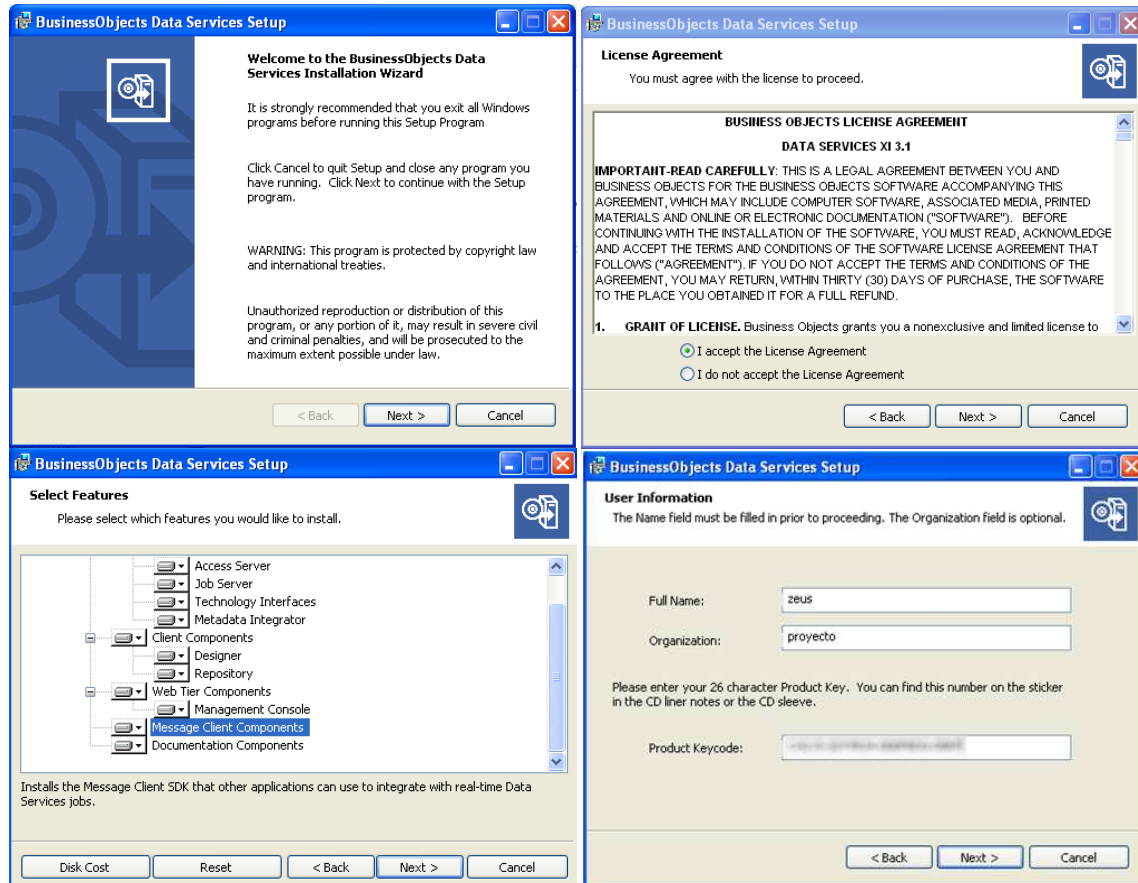 BusinessObjects Data Services Setup
Welcome to the BusinessObjects Data
Services Installation Wizard
It is strongly recommended that you exit all Windows
programs before running this Setup Program
Click Cancel to quit Setup and close any program you
have running. Click Next to continue with the Setup
program.
WARNING: This program is protected by copyright law
and international treaties.
Unauthorized reproduction or distribution of this
program, or any portion of it, may result in severe civil
and criminal penalties, and will be prosecuted to the
maximum extent possible under law.
< Back Next > Cancel
BusinessObjects Data Services Setup
License Agreement
You must agree with the license to proceed.
BUSINESS OBJECTS LICENSE AGREEMENT
DATA SERVICES XI 3.1
IMPORTANT-READ CAREFULLY: THIS IS A LEGAL AGREEMENT BETWEEN YOU AND
BUSINESS OBJECTS FOR THE BUSINESS OBJECTS SOFTWARE ACCOMPANYING THIS
AGREEMENT, WHICH MAY INCLUDE COMPUTER SOFTWARE, ASSOCIATED MEDIA, PRINTED
MATERIALS AND ONLINE OR ELECTRONIC DOCUMENTATION ("SOFTWARE"). BEFORE
CONTINUING WITH THE INSTALLATION OF THE SOFTWARE, YOU MUST READ, ACKNOWLEDGE
AND ACCEPT THE TERMS AND CONDITIONS OF THE SOFTWARE LICENSE AGREEMENT THAT
FOLLOWS ("AGREEMENT"). IF YOU DO NOT ACCEPT THE TERMS AND CONDITIONS OF THE
AGREEMENT, YOU MAY RETURN, WITHIN THIRTY (30) DAYS OF PURCHASE, THE SOFTWARE
TO THE PLACE YOU OBTAINED IT FOR A FULL REFUND.
1. GRANT OF LICENSE. Business Objects grants you a nonexclusive and limited license to
I accept the License Agreement
I do not accept the License Agreement
< Back Next > Cancel
BusinessObjects Data Services Setup
Select Features
Please select which features you would like to install.
Access Server
Job Server
Technology Interfaces
Metadata Integrator
Client Components
Designer
Repository
Web Tier Components
Management Console
Message Client Components
Documentation Components
Installs the Message Client SDK that other applications can use to integrate with real-time Data
Services jobs.
Disk Cost Reset < Back Next > Cancel
BusinessObjects Data Services Setup
User Information
The Name field must be filled in prior to proceeding. The Organization field is optional.
Full Name: zeus
Organization: proyecto
Please enter your 26 character Product Key. You can find this number on the sticker
in the CD liner notes or the CD sleeve.
Product Keycode:
< Back Next > Cancel